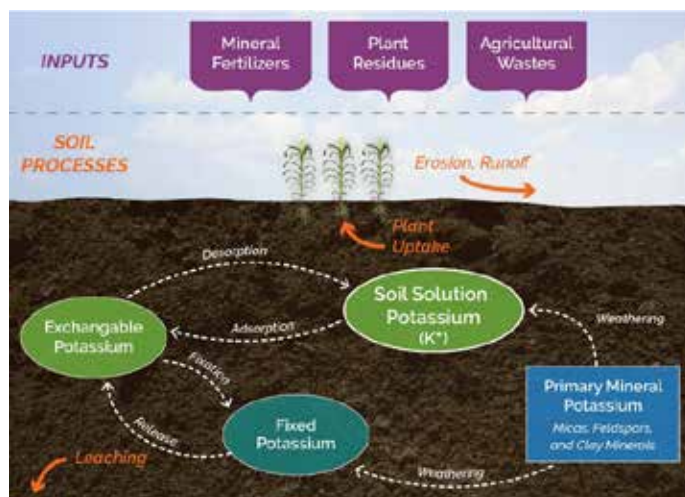 INPUTS
Mineral
Fertilizers
Plant
Residues
Agricultural
Wastes
SOIL
PROCESSES
Erosion, Runoff
Plant
Uptake
Desorption
Soil Solution
Potassium
(K⁺)
Exchangable
Potassium
Adsorption
Weathering
Fixation
Primary Mineral
Potassium
Micas, Feldspars,
and Clay Minerals
Fixed
Potassium
Release
Leaching
Weathering